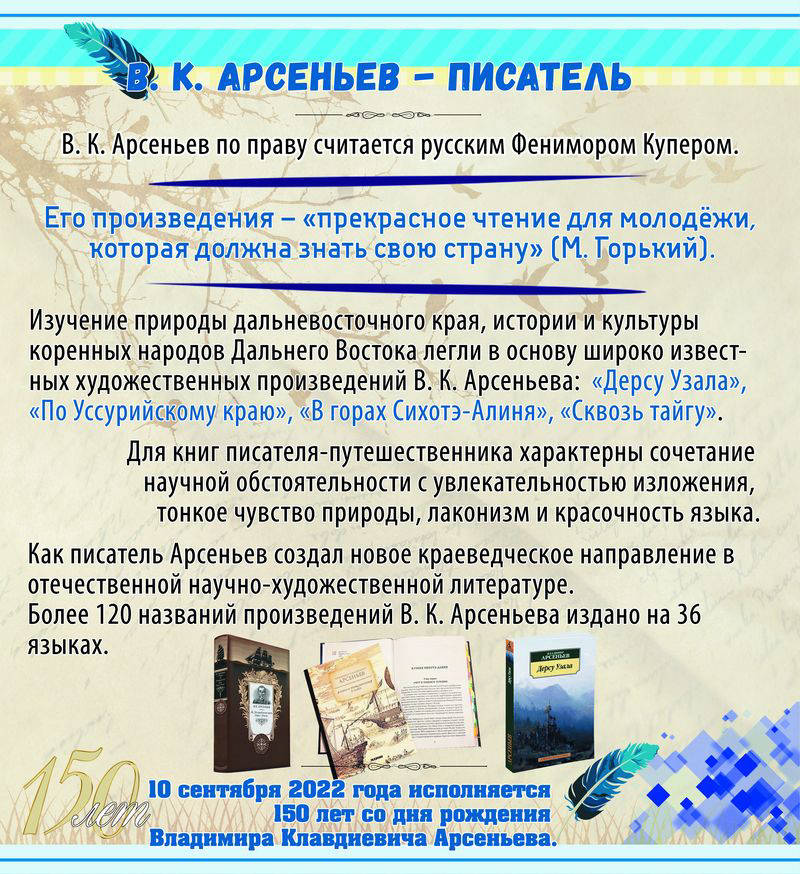 В. К. АРСЕНЬЕВ – ПИСАТЕЛЬ
В. К. Арсеньев по праву считается русским Фенимором Купером.
Его произведения – «прекрасное чтение для молодёжи,
которая должна знать свою страну» (М. Горький).
Изучение природы дальневосточного края, истории и культуры
коренных народов Дальнего Востока легли в основу широко извест-
ных художественных произведений В. К. Арсеньева: «Дерсу Узала»,
«По Уссурийскому краю», «В горах Сихотэ-Алиня», «Сквозь тайгу».
Для книг писателя-путешественника характерны сочетание
научной обстоятельности с увлекательностью изложения,
тонкое чувство природы, лаконизм и красочность языка.
Как писатель Арсеньев создал новое краеведческое направление в
отечественной научно-художественной литературе.
Более 120 названий произведений В. К. Арсеньева издано на 36
языках.
АРСЕНЬЕВ
АРСЕНЬЕВ
Дерсу Узала
150 лет
10 сентября 2022 года исполняется
150 лет со дня рождения
Владимира Клавдиевича Арсеньева.